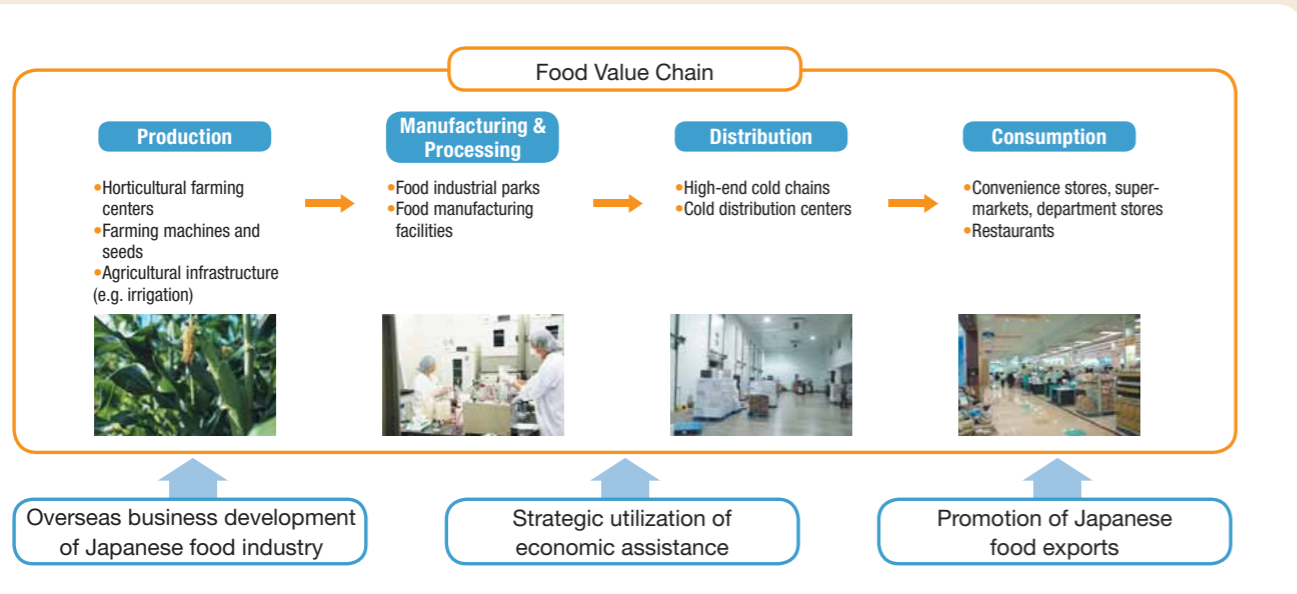 Food Value Chain
Production
•Horticultural farming
centers
•Farming machines and
seeds
•Agricultural infrastructure
(e.g. irrigation)
Manufacturing &
Processing
•Food industrial parks
•Food manufacturing
facilities
Distribution
•High-end cold chains
•Cold distribution centers
Consumption
•Convenience stores, super-
markets, department stores
•Restaurants
Overseas business development
of Japanese food industry
Strategic utilization of
economic assistance
Promotion of Japanese
food exports